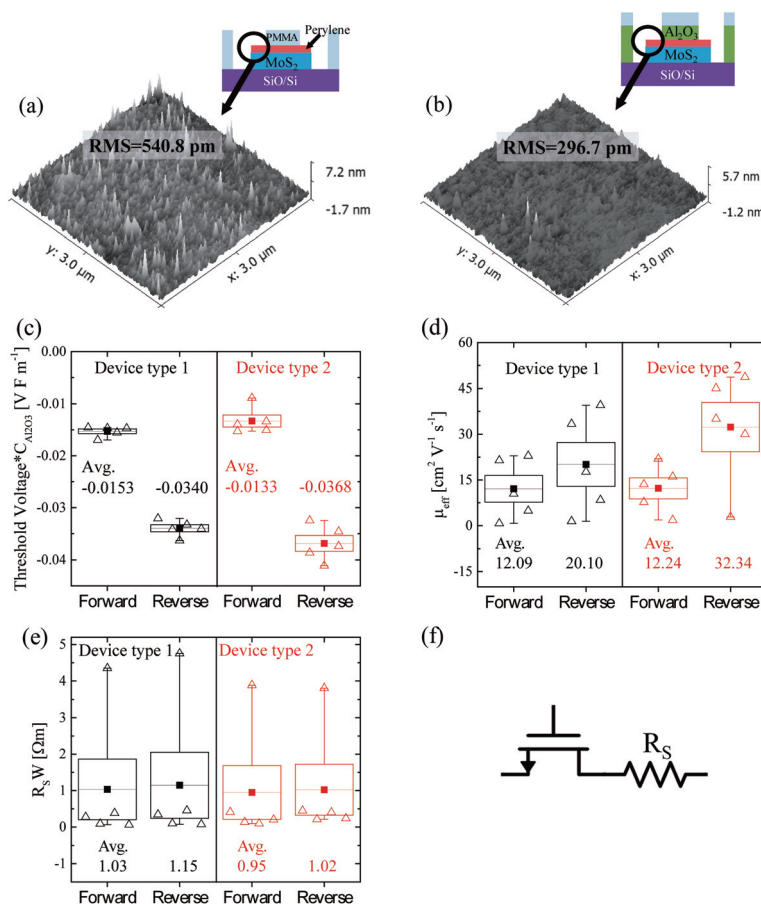 (a)
PMMA
Perylene
MoS₂
SiO/Si
RMS=540.8 pm
7.2 nm
-1.7 nm
y: 3.0 μm
x: 3.0 μm
(b)
Al₂O₃
MoS₂
SiO/Si
RMS=296.7 pm
5.7 nm
-1.2 nm
y: 3.0 μm
x: 3.0 μm
(c)
Threshold Voltage*C_Al2O3 [V F m⁻¹]
0.00
-0.01
-0.02
-0.03
-0.04
Device type 1
Device type 2
Avg.
-0.0153
-0.0340
Avg.
-0.0133
-0.0368
Forward
Reverse
Forward
Reverse
(d)
μeff [cm² V⁻¹ s⁻¹]
60
45
30
15
0
-15
Device type 1
Device type 2
Avg.
12.09
20.10
Avg.
12.24
32.34
Forward
Reverse
Forward
Reverse
(e)
RsW [Ωm]
5
4
3
2
1
0
-1
Device type 1
Device type 2
Avg.
1.03
1.15
Avg.
0.95
1.02
Forward
Reverse
Forward
Reverse
(f)
R_S